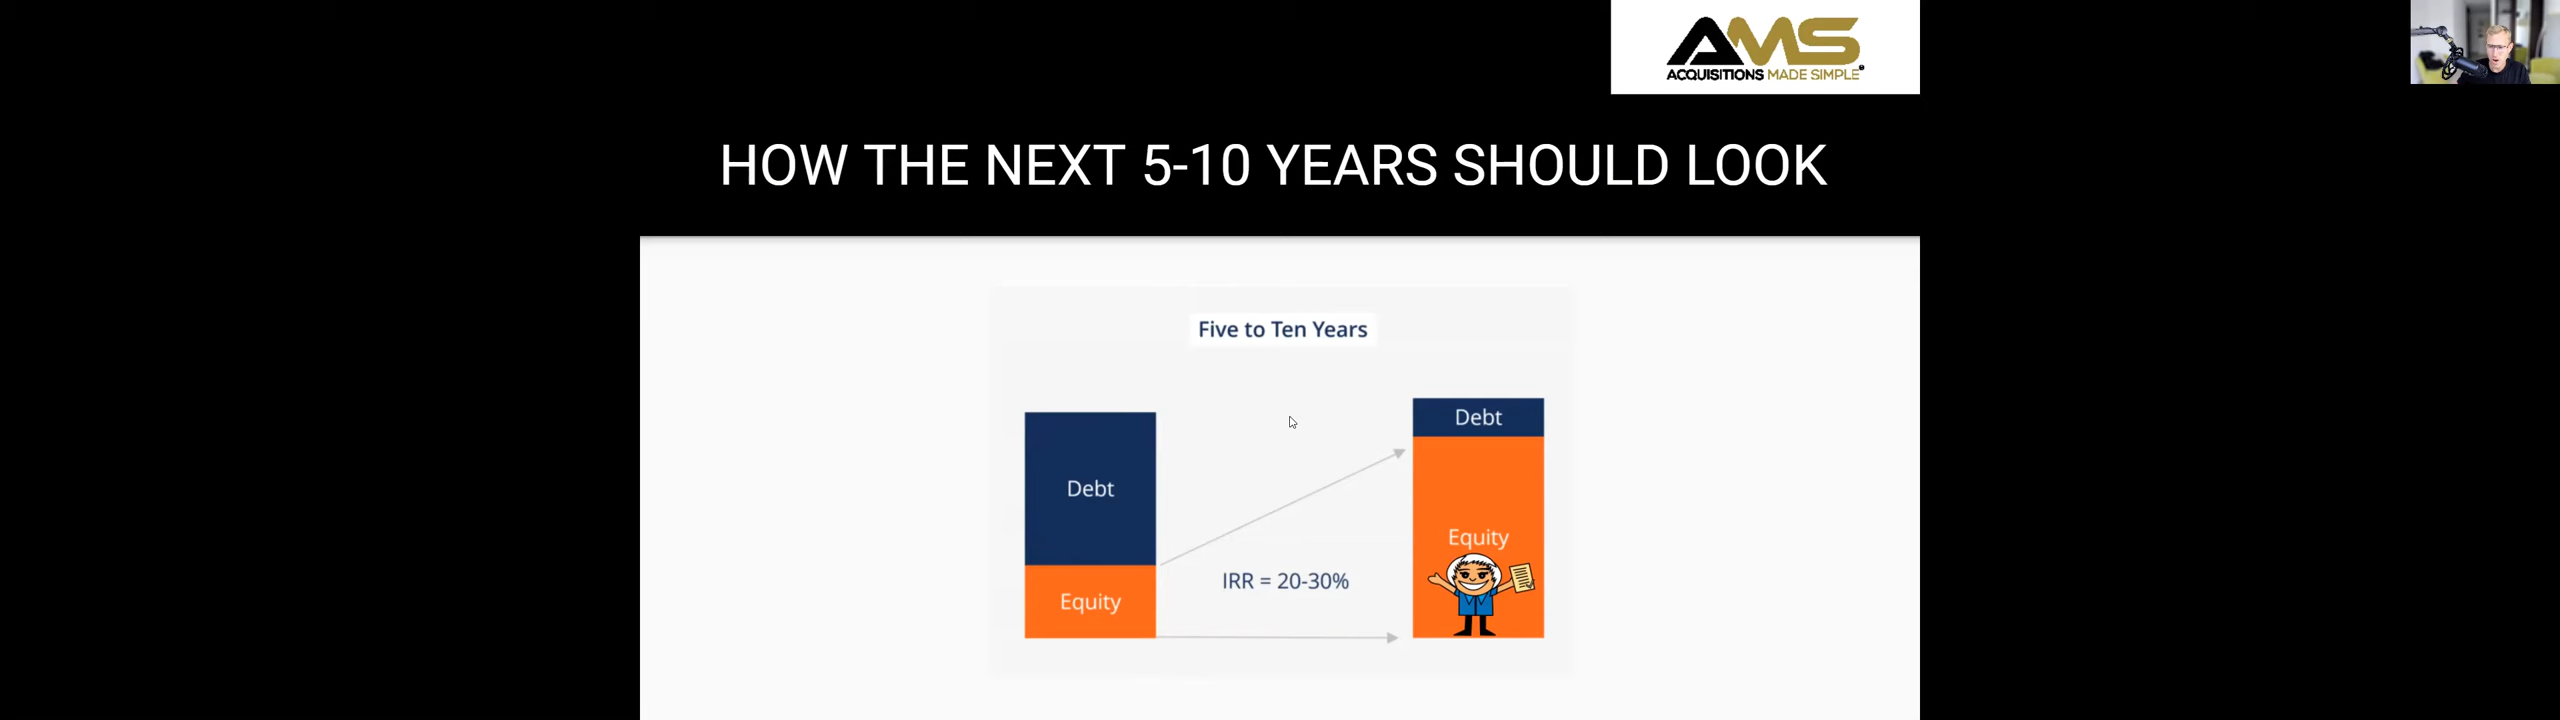 AMS
ACQUISITIONS MADE SIMPLE
HOW THE NEXT 5-10 YEARS SHOULD LOOK
Five to Ten Years
Debt
Debt
Equity
IRR = 20-30%
Equity